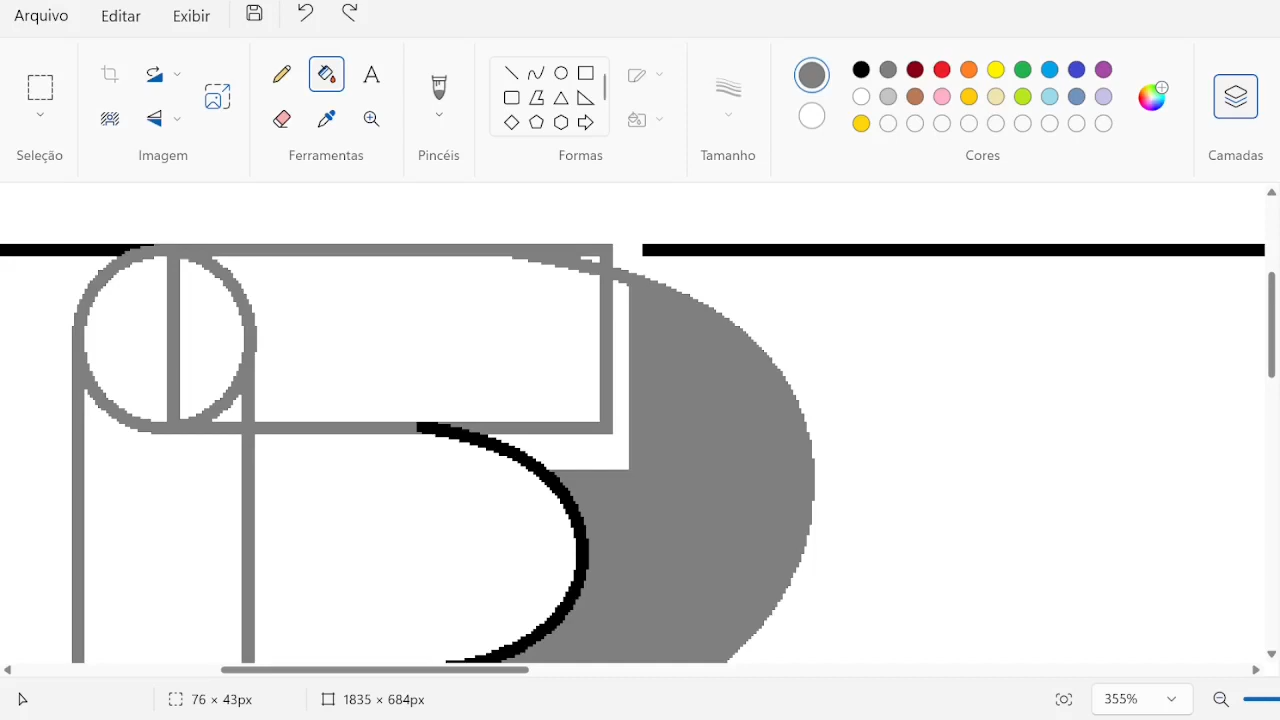 Arquivo Editar Exibir
Seleção Imagem Ferramentas Pincéis Formas Tamanho Cores Camadas
76 × 43px 1835 × 684px 355%